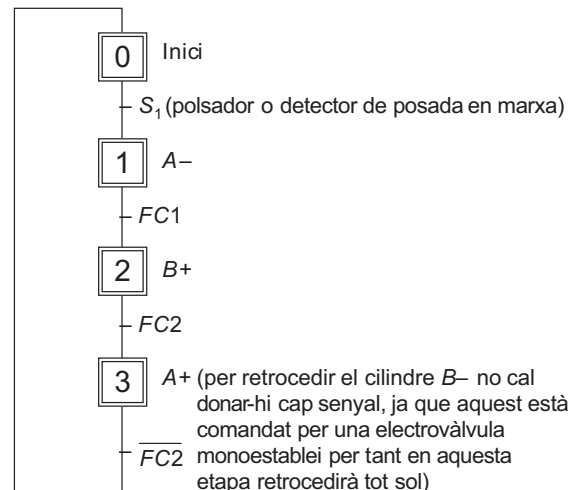 0 Inici
S₁ (polsador o detector de posada en marxa)
1 A–
FC1
2 B+
FC2
3 A+ (per retrocedir el cilindre B– no cal
donar-hi cap senyal, ja que aquest està
comandat per una electrovàlvula
F̅C̅2̅ monoestablei per tant en aquesta
etapa retrocedirà tot sol)